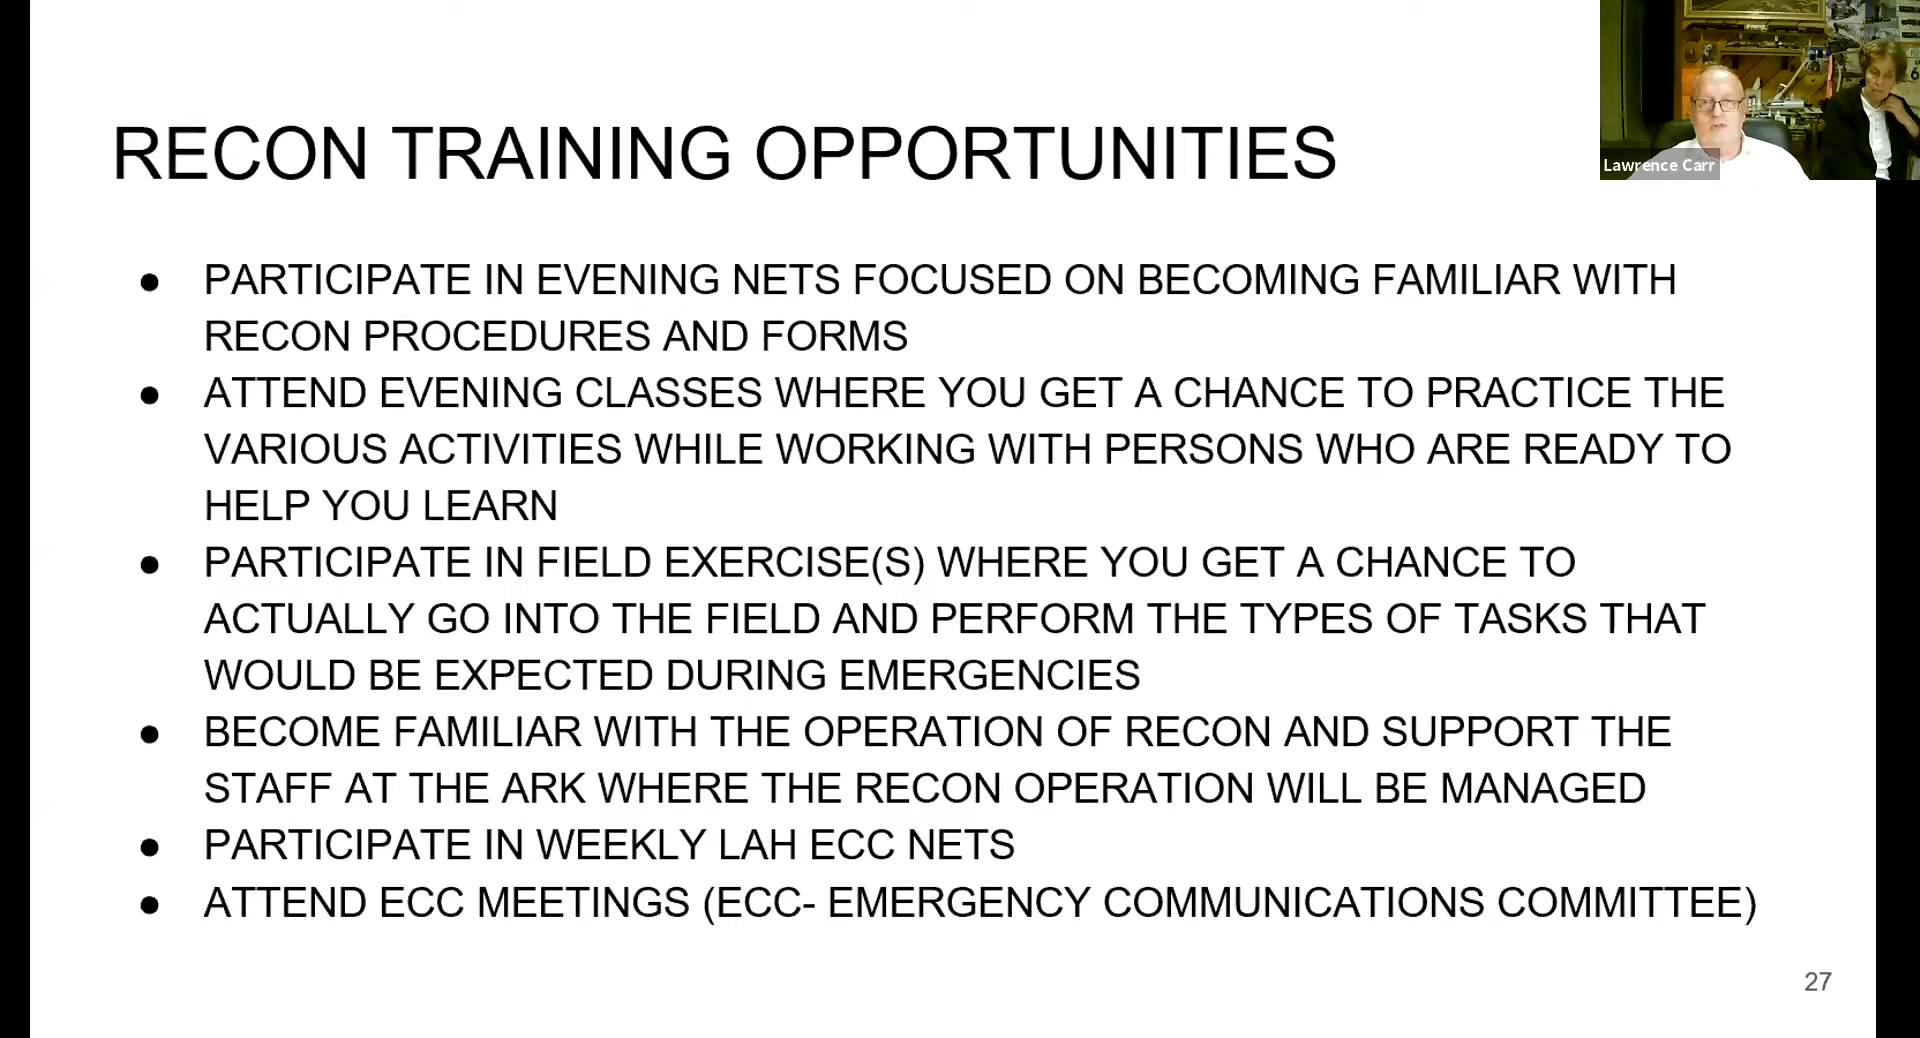 RECON TRAINING OPPORTUNITIES
Lawrence Carr
● PARTICIPATE IN EVENING NETS FOCUSED ON BECOMING FAMILIAR WITH
RECON PROCEDURES AND FORMS
● ATTEND EVENING CLASSES WHERE YOU GET A CHANCE TO PRACTICE THE
VARIOUS ACTIVITIES WHILE WORKING WITH PERSONS WHO ARE READY TO
HELP YOU LEARN
● PARTICIPATE IN FIELD EXERCISE(S) WHERE YOU GET A CHANCE TO
ACTUALLY GO INTO THE FIELD AND PERFORM THE TYPES OF TASKS THAT
WOULD BE EXPECTED DURING EMERGENCIES
● BECOME FAMILIAR WITH THE OPERATION OF RECON AND SUPPORT THE
STAFF AT THE ARK WHERE THE RECON OPERATION WILL BE MANAGED
● PARTICIPATE IN WEEKLY LAH ECC NETS
● ATTEND ECC MEETINGS (ECC- EMERGENCY COMMUNICATIONS COMMITTEE)
27